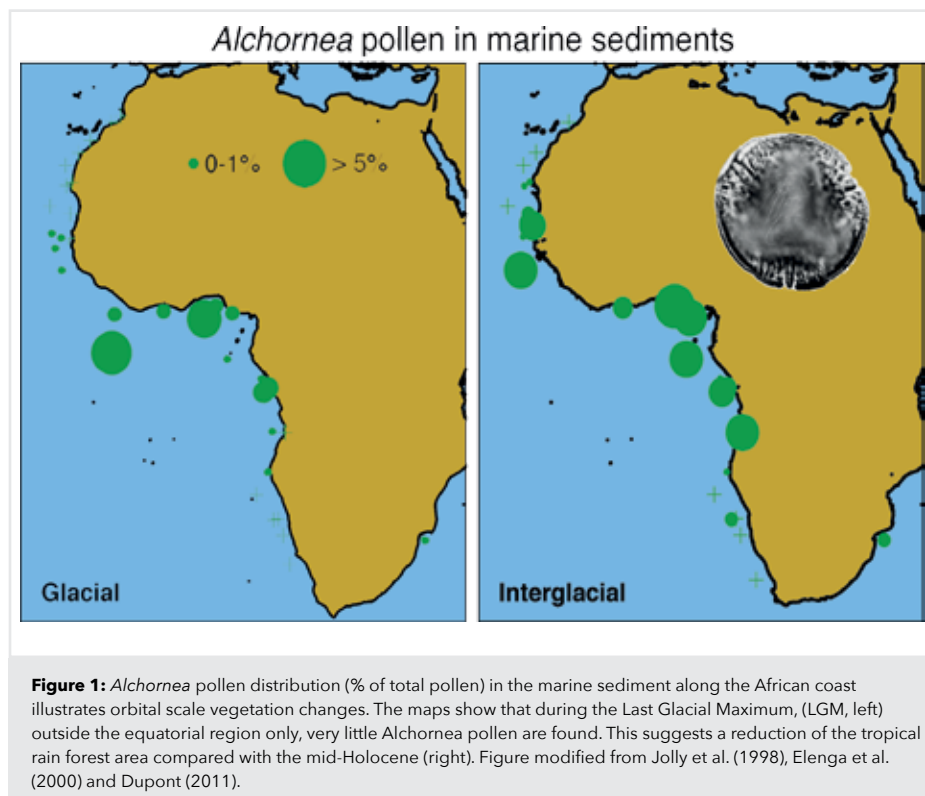 Alchornea pollen in marine sediments
0-1%
> 5%
Glacial
Interglacial
Figure 1: Alchornea pollen distribution (% of total pollen) in the marine sediment along the African coast
illustrates orbital scale vegetation changes. The maps show that during the Last Glacial Maximum, (LGM, left)
outside the equatorial region only, very little Alchornea pollen are found. This suggests a reduction of the tropical
rain forest area compared with the mid-Holocene (right). Figure modified from Jolly et al. (1998), Elenga et al.
(2000) and Dupont (2011).